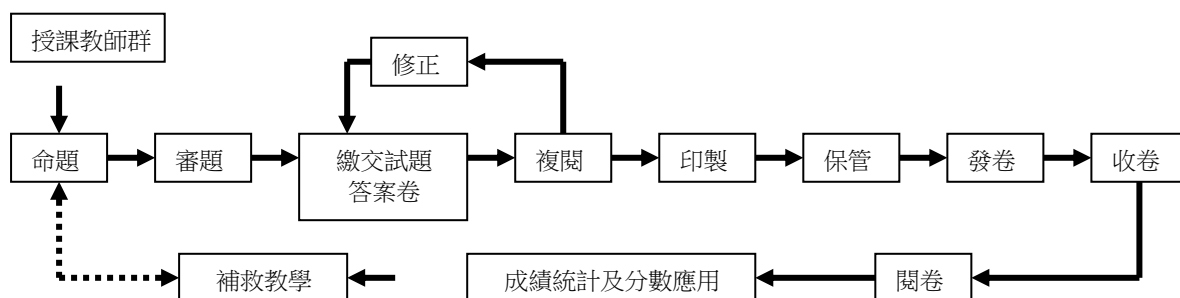 授課教師群
修正
命題
審題
繳交試題
答案卷
複閱
印製
保管
發卷
收卷
補救教學
成績統計及分數應用
閱卷